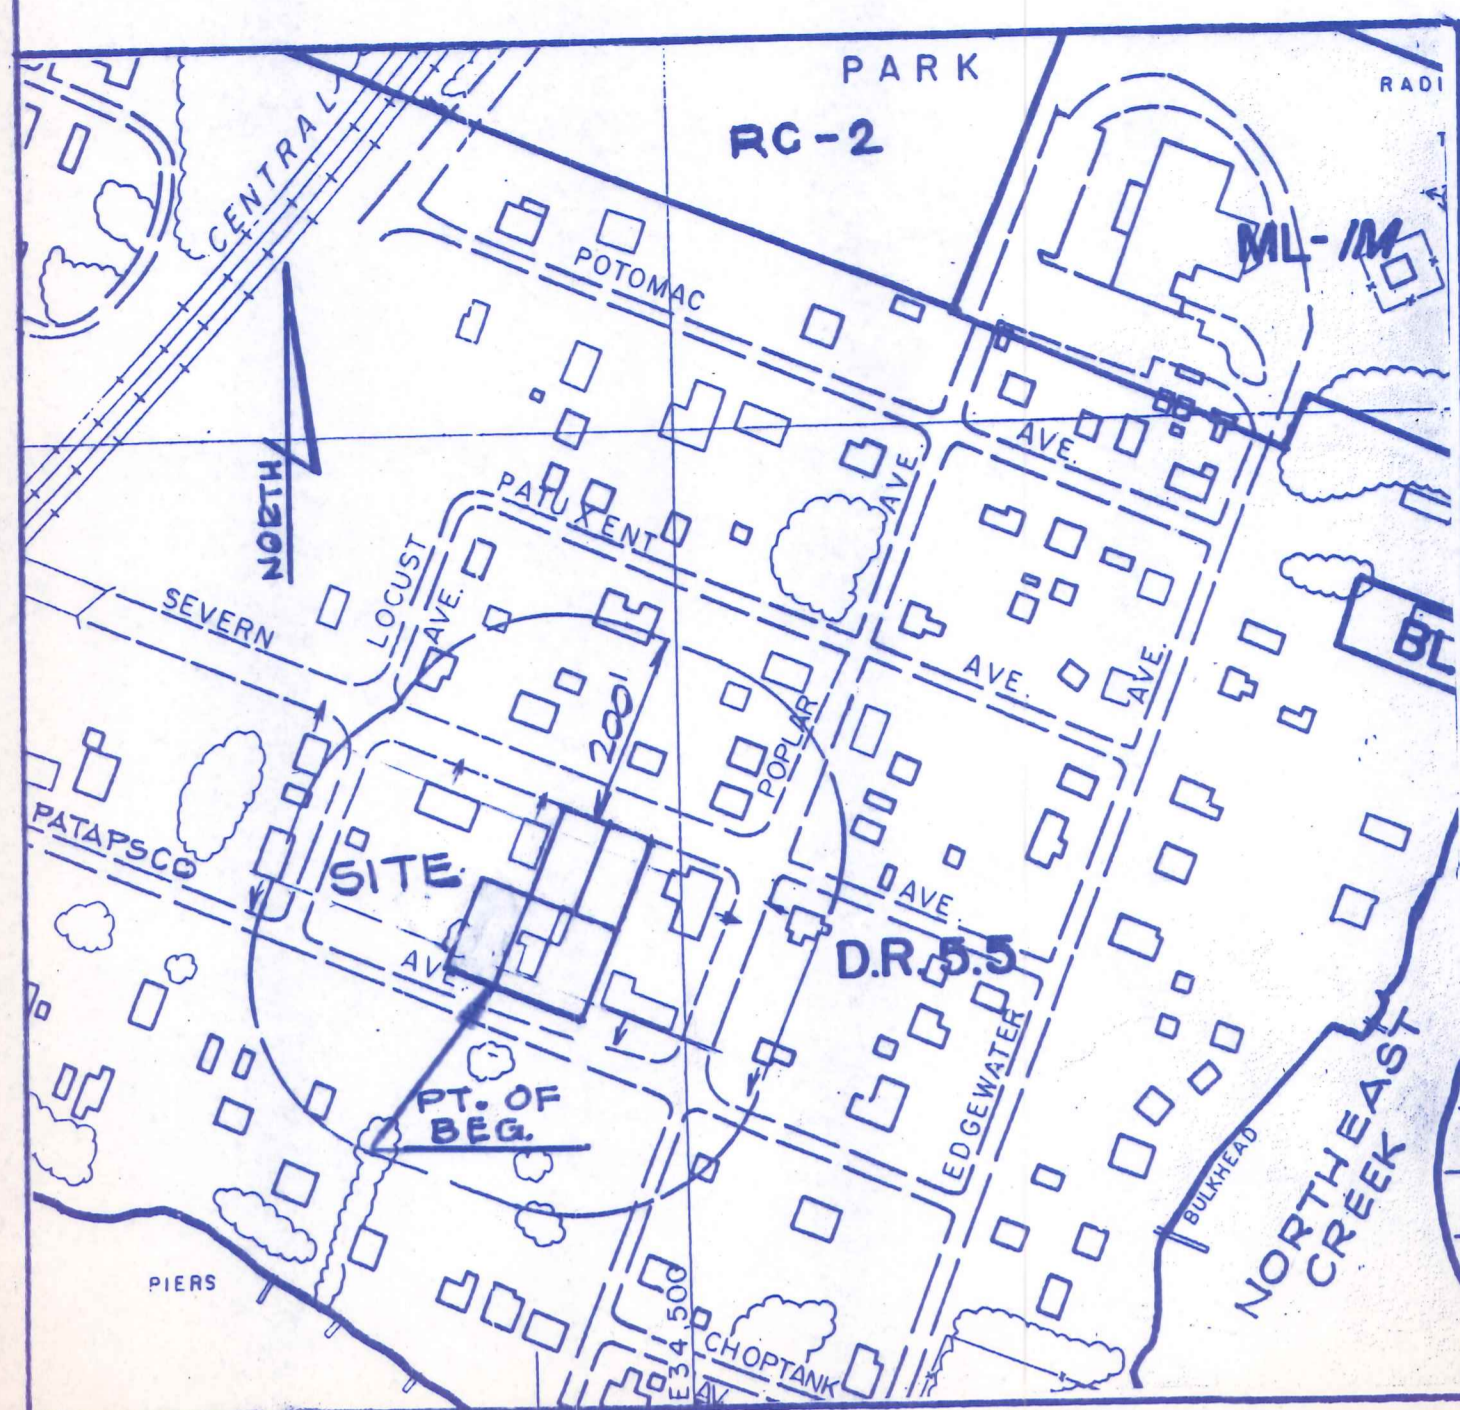 PARK
RADI
RC-2
CENTRAL
ML-IM
POTOMAC
AVE.
AVE.
NORTH
PATUXENT
LOCUST
AVE.
SEVERN
BL
AVE.
AVE.
200'
POPLAR
PATAPSCO
SITE
AVE.
AVE.
D.R. 5.5
EDGEWATER
PT. OF
BEG.
NORTHEAST
CREEK
BULKHEAD
PIERS
E34,500
CHOPTANK
AV.